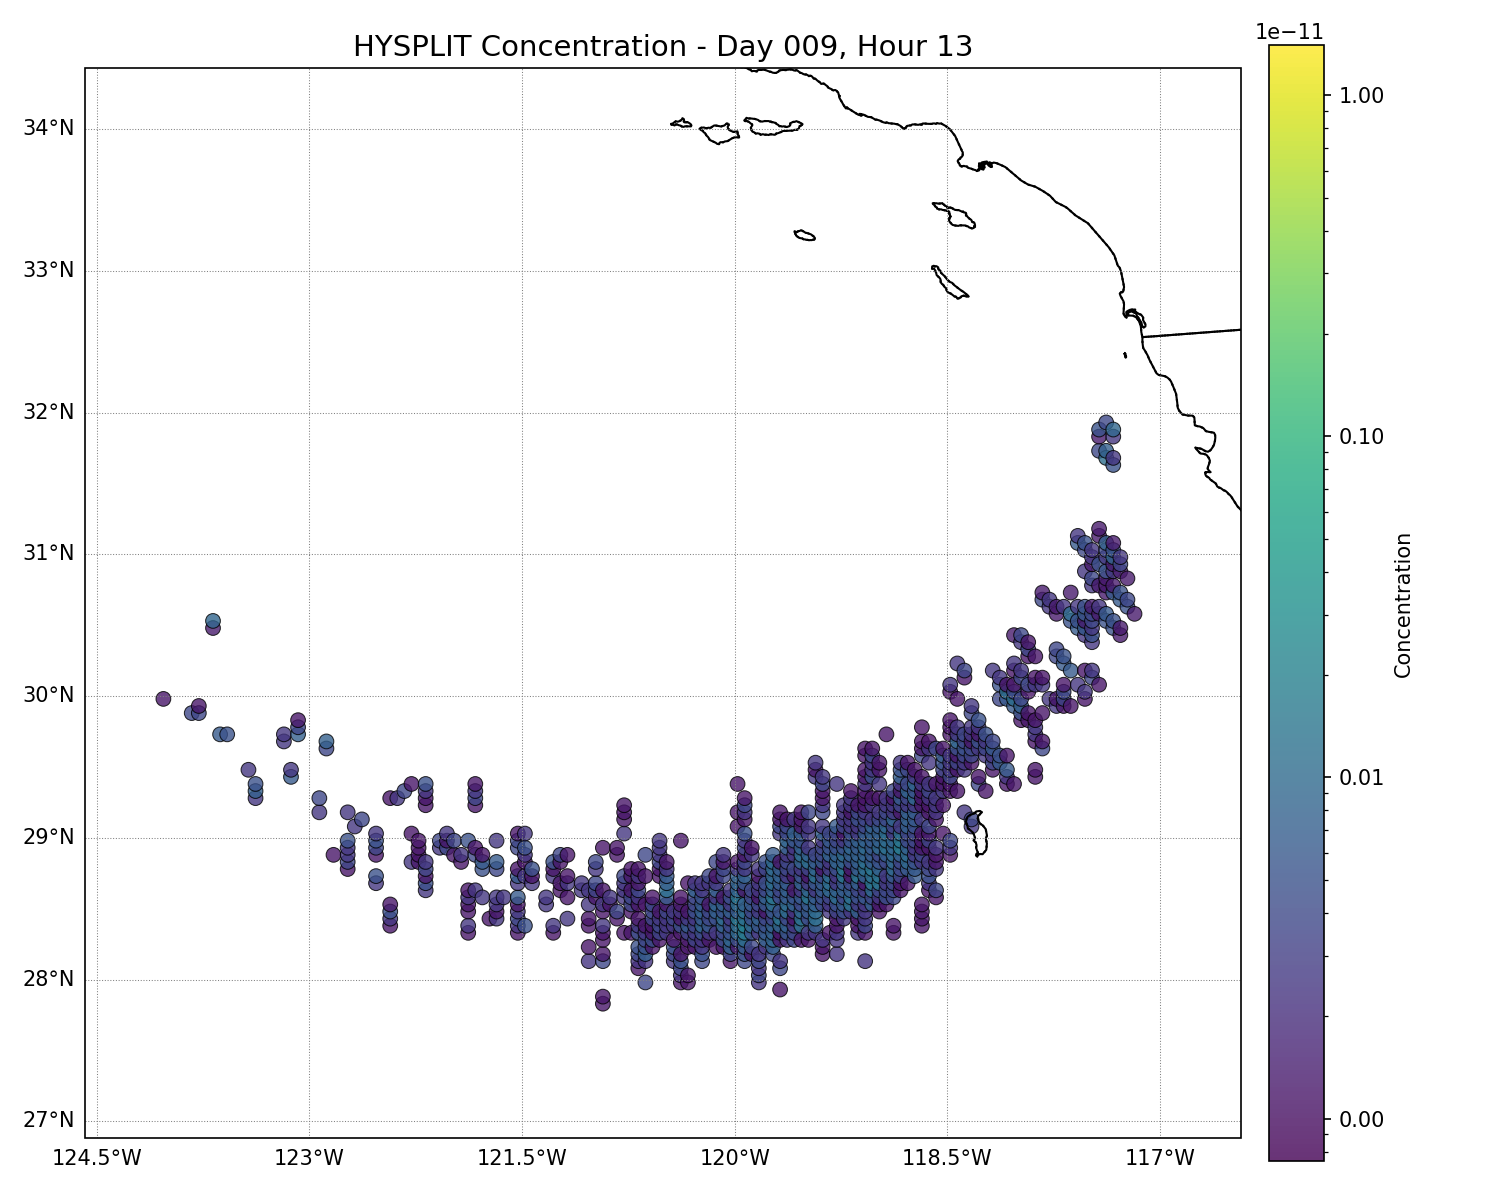 HYSPLIT Concentration - Day 009, Hour 13
1e−11
34°N
33°N
32°N
31°N
30°N
29°N
28°N
27°N
124.5°W
123°W
121.5°W
120°W
118.5°W
117°W
1.00
0.10
0.01
0.00
Concentration